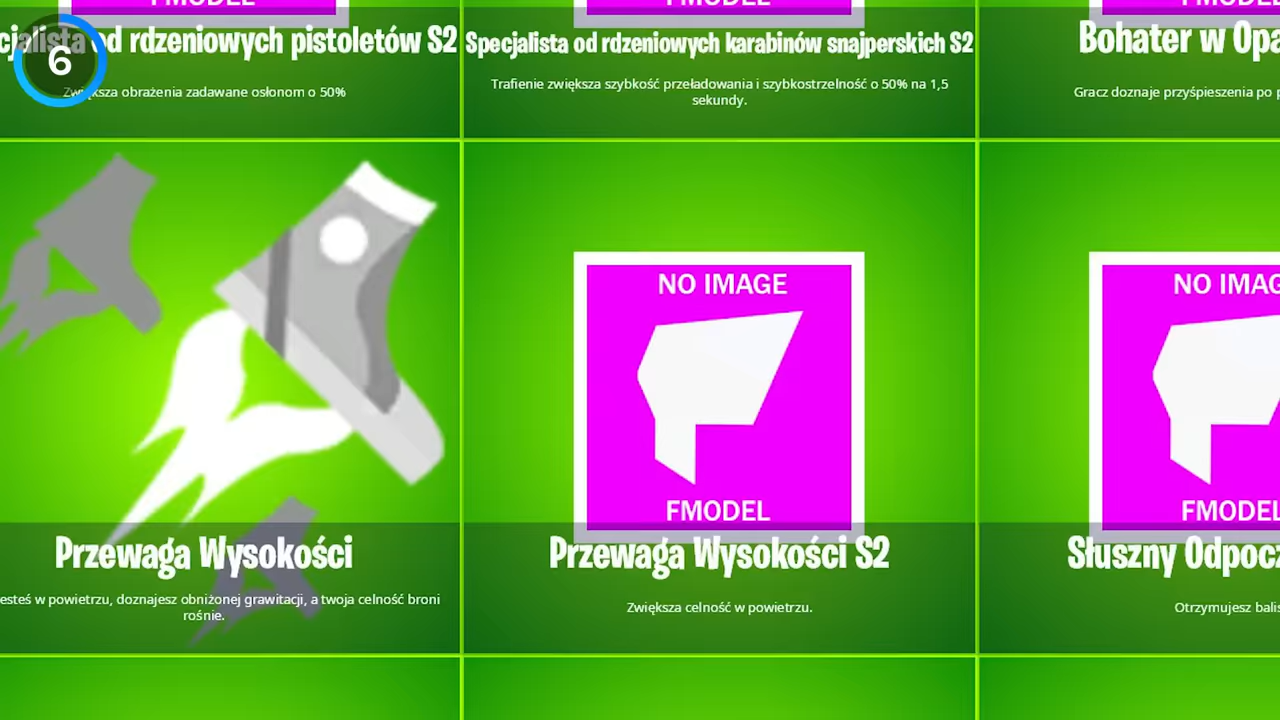 FMODEL
FMODEL
cjalista od rdzeniowych pistoletów S2
Specjalista od rdzeniowych karabinów snajperskich S2
Bohater w Opa
6
Zwiększa obrażenia zadawane osłonom o 50%
Trafienie zwiększa szybkość przeładowania i szybkostrzelność o 50% na 1,5
sekundy.
Gracz doznaje przyśpieszenia po p
NO IMAGE
FMODEL
NO IMAG
FMODEL
Przewaga Wysokości
Przewaga Wysokości S2
Słuszny Odpocz
esteś w powietrzu, doznajesz obniżonej grawitacji, a twoja celność broni
rośnie.
Zwiększa celność w powietrzu.
Otrzymujesz balis